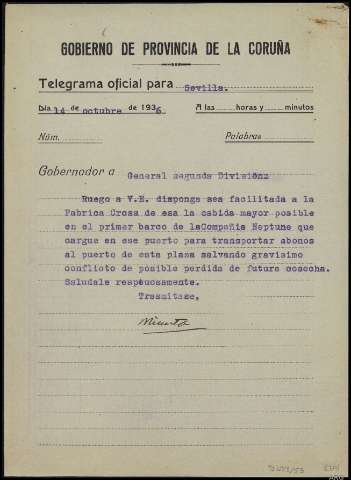 GOBIERNO DE PROVINCIA DE LA CORUÑA
Telegrama oficial para Sevilla.
Día 14 de octubre de 1936 A las horas y minutos
Núm. Palabras
Gobernador a General segunda División:
Ruego a V.E. disponga sea facilitada a la
Fabrica Cross de esa la cabida mayor posible
en el primer barco de laCompañia Neptuno que
cargue en ese puerto para transportar abonos
al puerto de esta plaza salvando gravisimo
conflicto de posible perdida de futura cosecha.
Saludale respetuosamente.
Trasmitase,